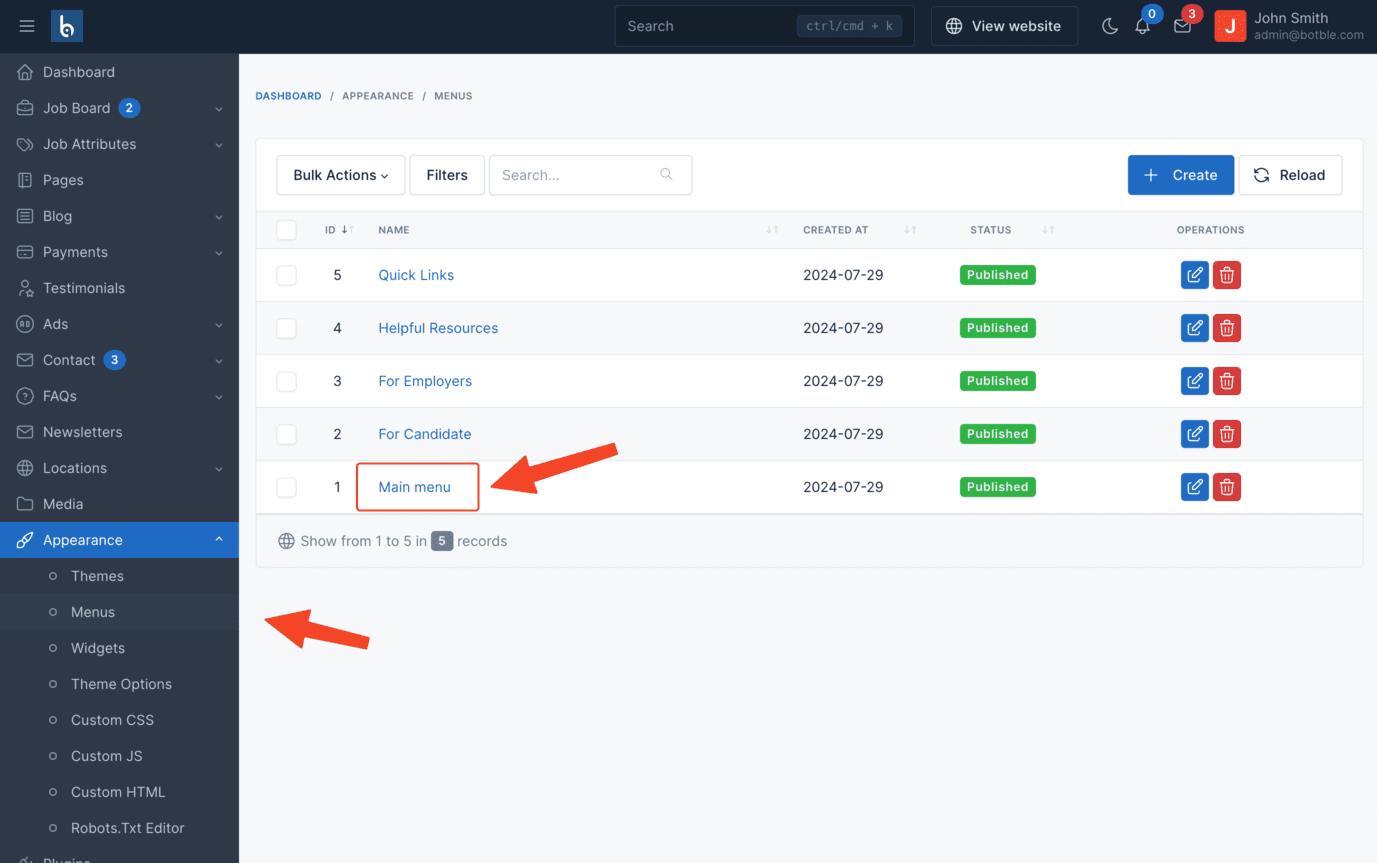 Search ctrl/cmd + k View website 0 3 J John Smith
admin@botble.com
Dashboard
Job Board 2
Job Attributes
Pages
Blog
Payments
Testimonials
AD Ads
Contact 3
FAQs
Newsletters
Locations
Media
Appearance
Themes
Menus
Widgets
Theme Options
Custom CSS
Custom JS
Custom HTML
Robots.Txt Editor
Plugins
DASHBOARD / APPEARANCE / MENUS
Bulk Actions Filters Search... Create Reload
ID NAME CREATED AT STATUS OPERATIONS
5 Quick Links 2024-07-29 Published
4 Helpful Resources 2024-07-29 Published
3 For Employers 2024-07-29 Published
2 For Candidate 2024-07-29 Published
1 Main menu 2024-07-29 Published
Show from 1 to 5 in 5 records